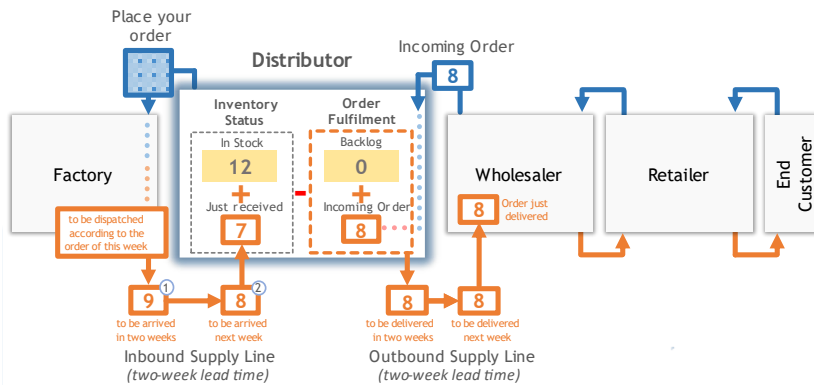 Place your
order
Distributor
Incoming Order
8
Inventory
Status
Order
Fulfilment
In Stock
Backlog
12
0
+
+
-
Just received
Incoming Order
7
8
Factory
Wholesaler
Retailer
End
Customer
8
Order just
delivered
to be dispatched
according to the
order of this week
9
1
8
2
8
8
to be arrived
in two weeks
to be arrived
next week
to be delivered
in two weeks
to be delivered
next week
Inbound Supply Line
(two-week lead time)
Outbound Supply Line
(two-week lead time)